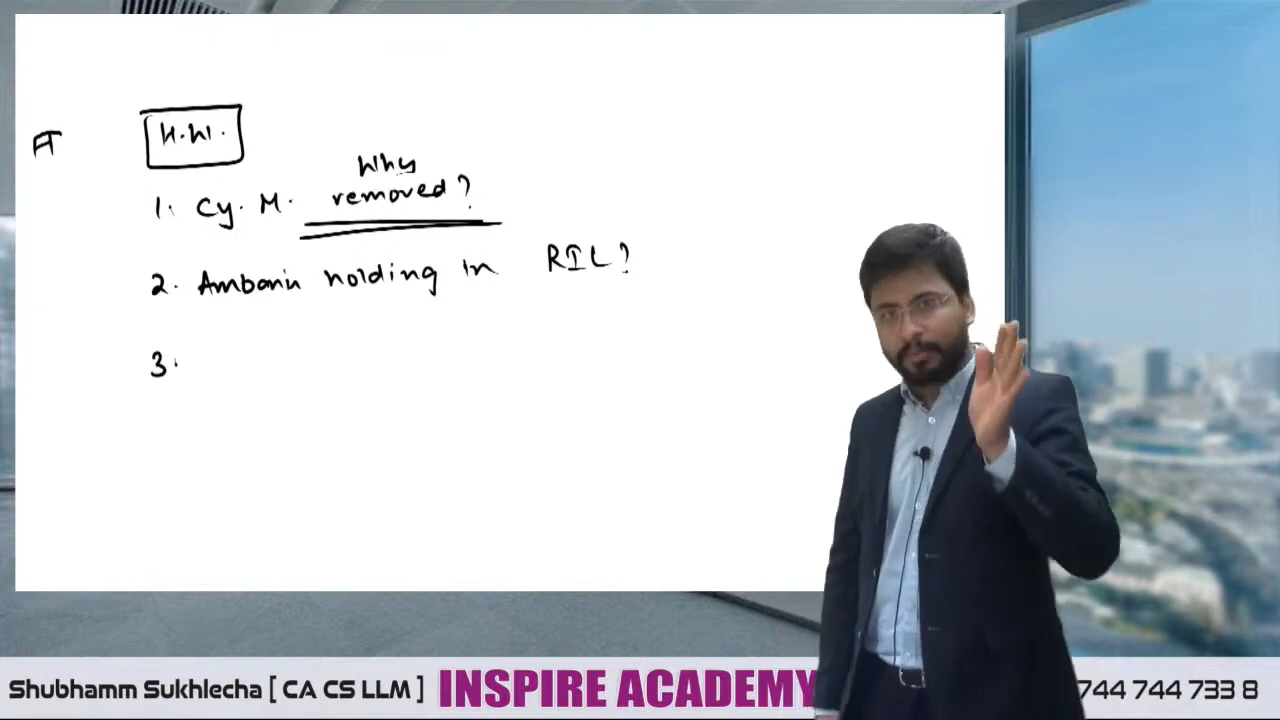 H.W.
Why
1. Cy. M. removed?
2. Ambani holding in RIL?
3.
Shubhamm Sukhlecha [ CA CS LLM ] INSPIRE ACADEMY 744 744 733 8